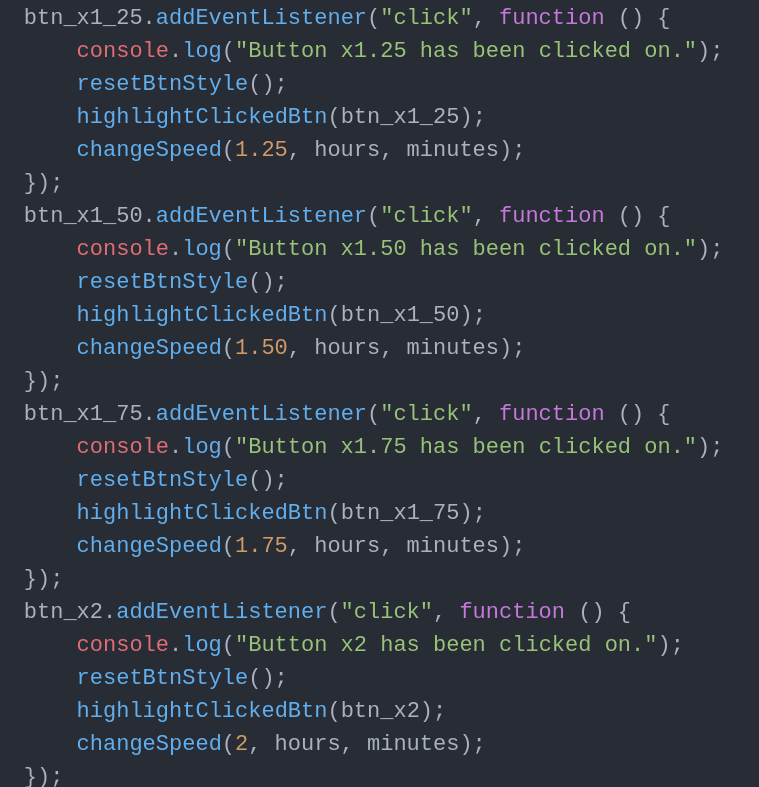 btn_x1_25.addEventListener("click", function () {
    console.log("Button x1.25 has been clicked on.");
    resetBtnStyle();
    highlightClickedBtn(btn_x1_25);
    changeSpeed(1.25, hours, minutes);
});
btn_x1_50.addEventListener("click", function () {
    console.log("Button x1.50 has been clicked on.");
    resetBtnStyle();
    highlightClickedBtn(btn_x1_50);
    changeSpeed(1.50, hours, minutes);
});
btn_x1_75.addEventListener("click", function () {
    console.log("Button x1.75 has been clicked on.");
    resetBtnStyle();
    highlightClickedBtn(btn_x1_75);
    changeSpeed(1.75, hours, minutes);
});
btn_x2.addEventListener("click", function () {
    console.log("Button x2 has been clicked on.");
    resetBtnStyle();
    highlightClickedBtn(btn_x2);
    changeSpeed(2, hours, minutes);
});